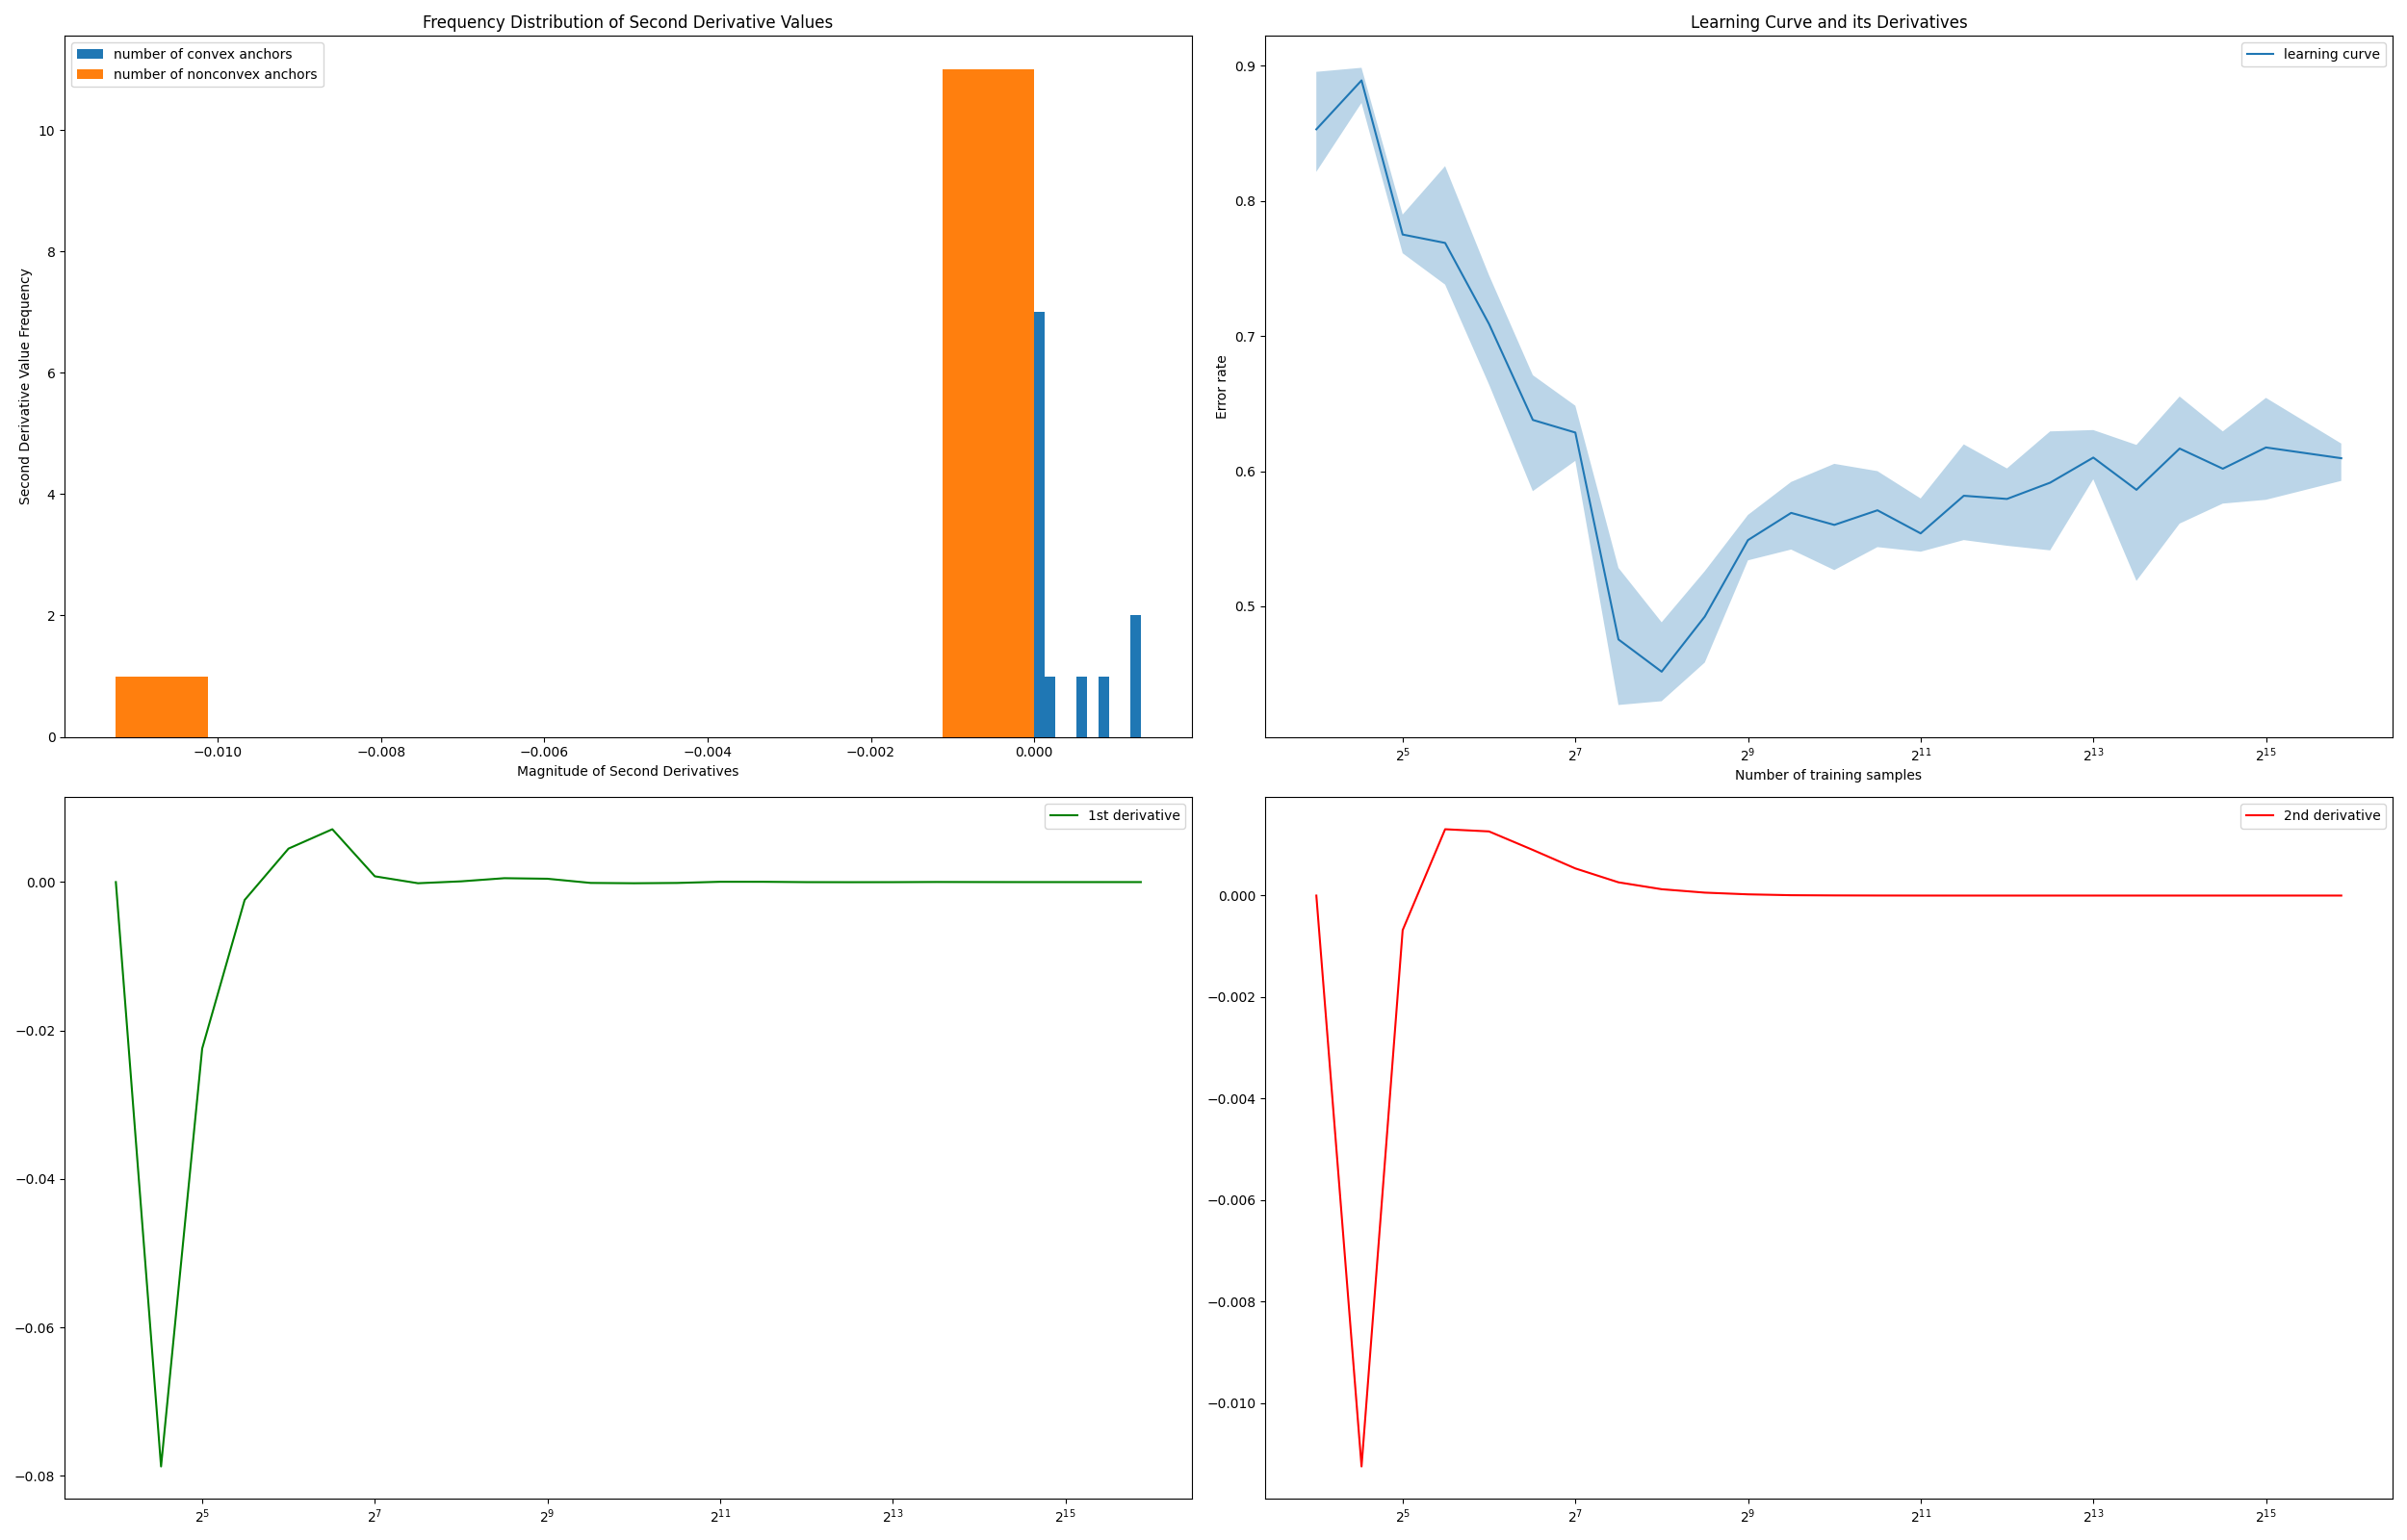 Frequency Distribution of Second Derivative Values
number of convex anchors
number of nonconvex anchors
10
8
6
4
2
0
Second Derivative Value Frequency
−0.010 −0.008 −0.006 −0.004 −0.002 0.000
Magnitude of Second Derivatives
Learning Curve and its Derivatives
learning curve
0.9
0.8
0.7
0.6
0.5
Error rate
2^5 2^7 2^9 2^11 2^13 2^15
Number of training samples
1st derivative
0.00
−0.02
−0.04
−0.06
−0.08
2^5 2^7 2^9 2^11 2^13 2^15
2nd derivative
0.000
−0.002
−0.004
−0.006
−0.008
−0.010
2^5 2^7 2^9 2^11 2^13 2^15